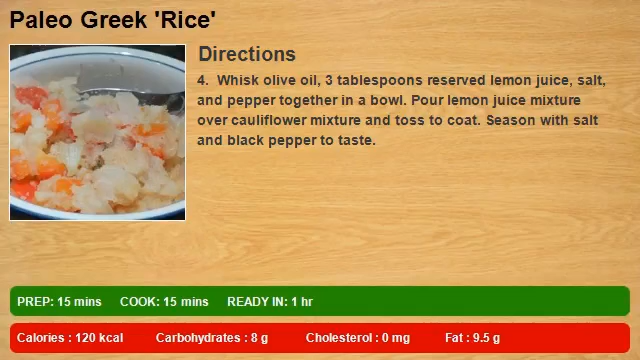 Paleo Greek 'Rice'
Directions
4. Whisk olive oil, 3 tablespoons reserved lemon juice, salt,
and pepper together in a bowl. Pour lemon juice mixture
over cauliflower mixture and toss to coat. Season with salt
and black pepper to taste.
PREP: 15 mins COOK: 15 mins READY IN: 1 hr
Calories : 120 kcal Carbohydrates : 8 g Cholesterol : 0 mg Fat : 9.5 g